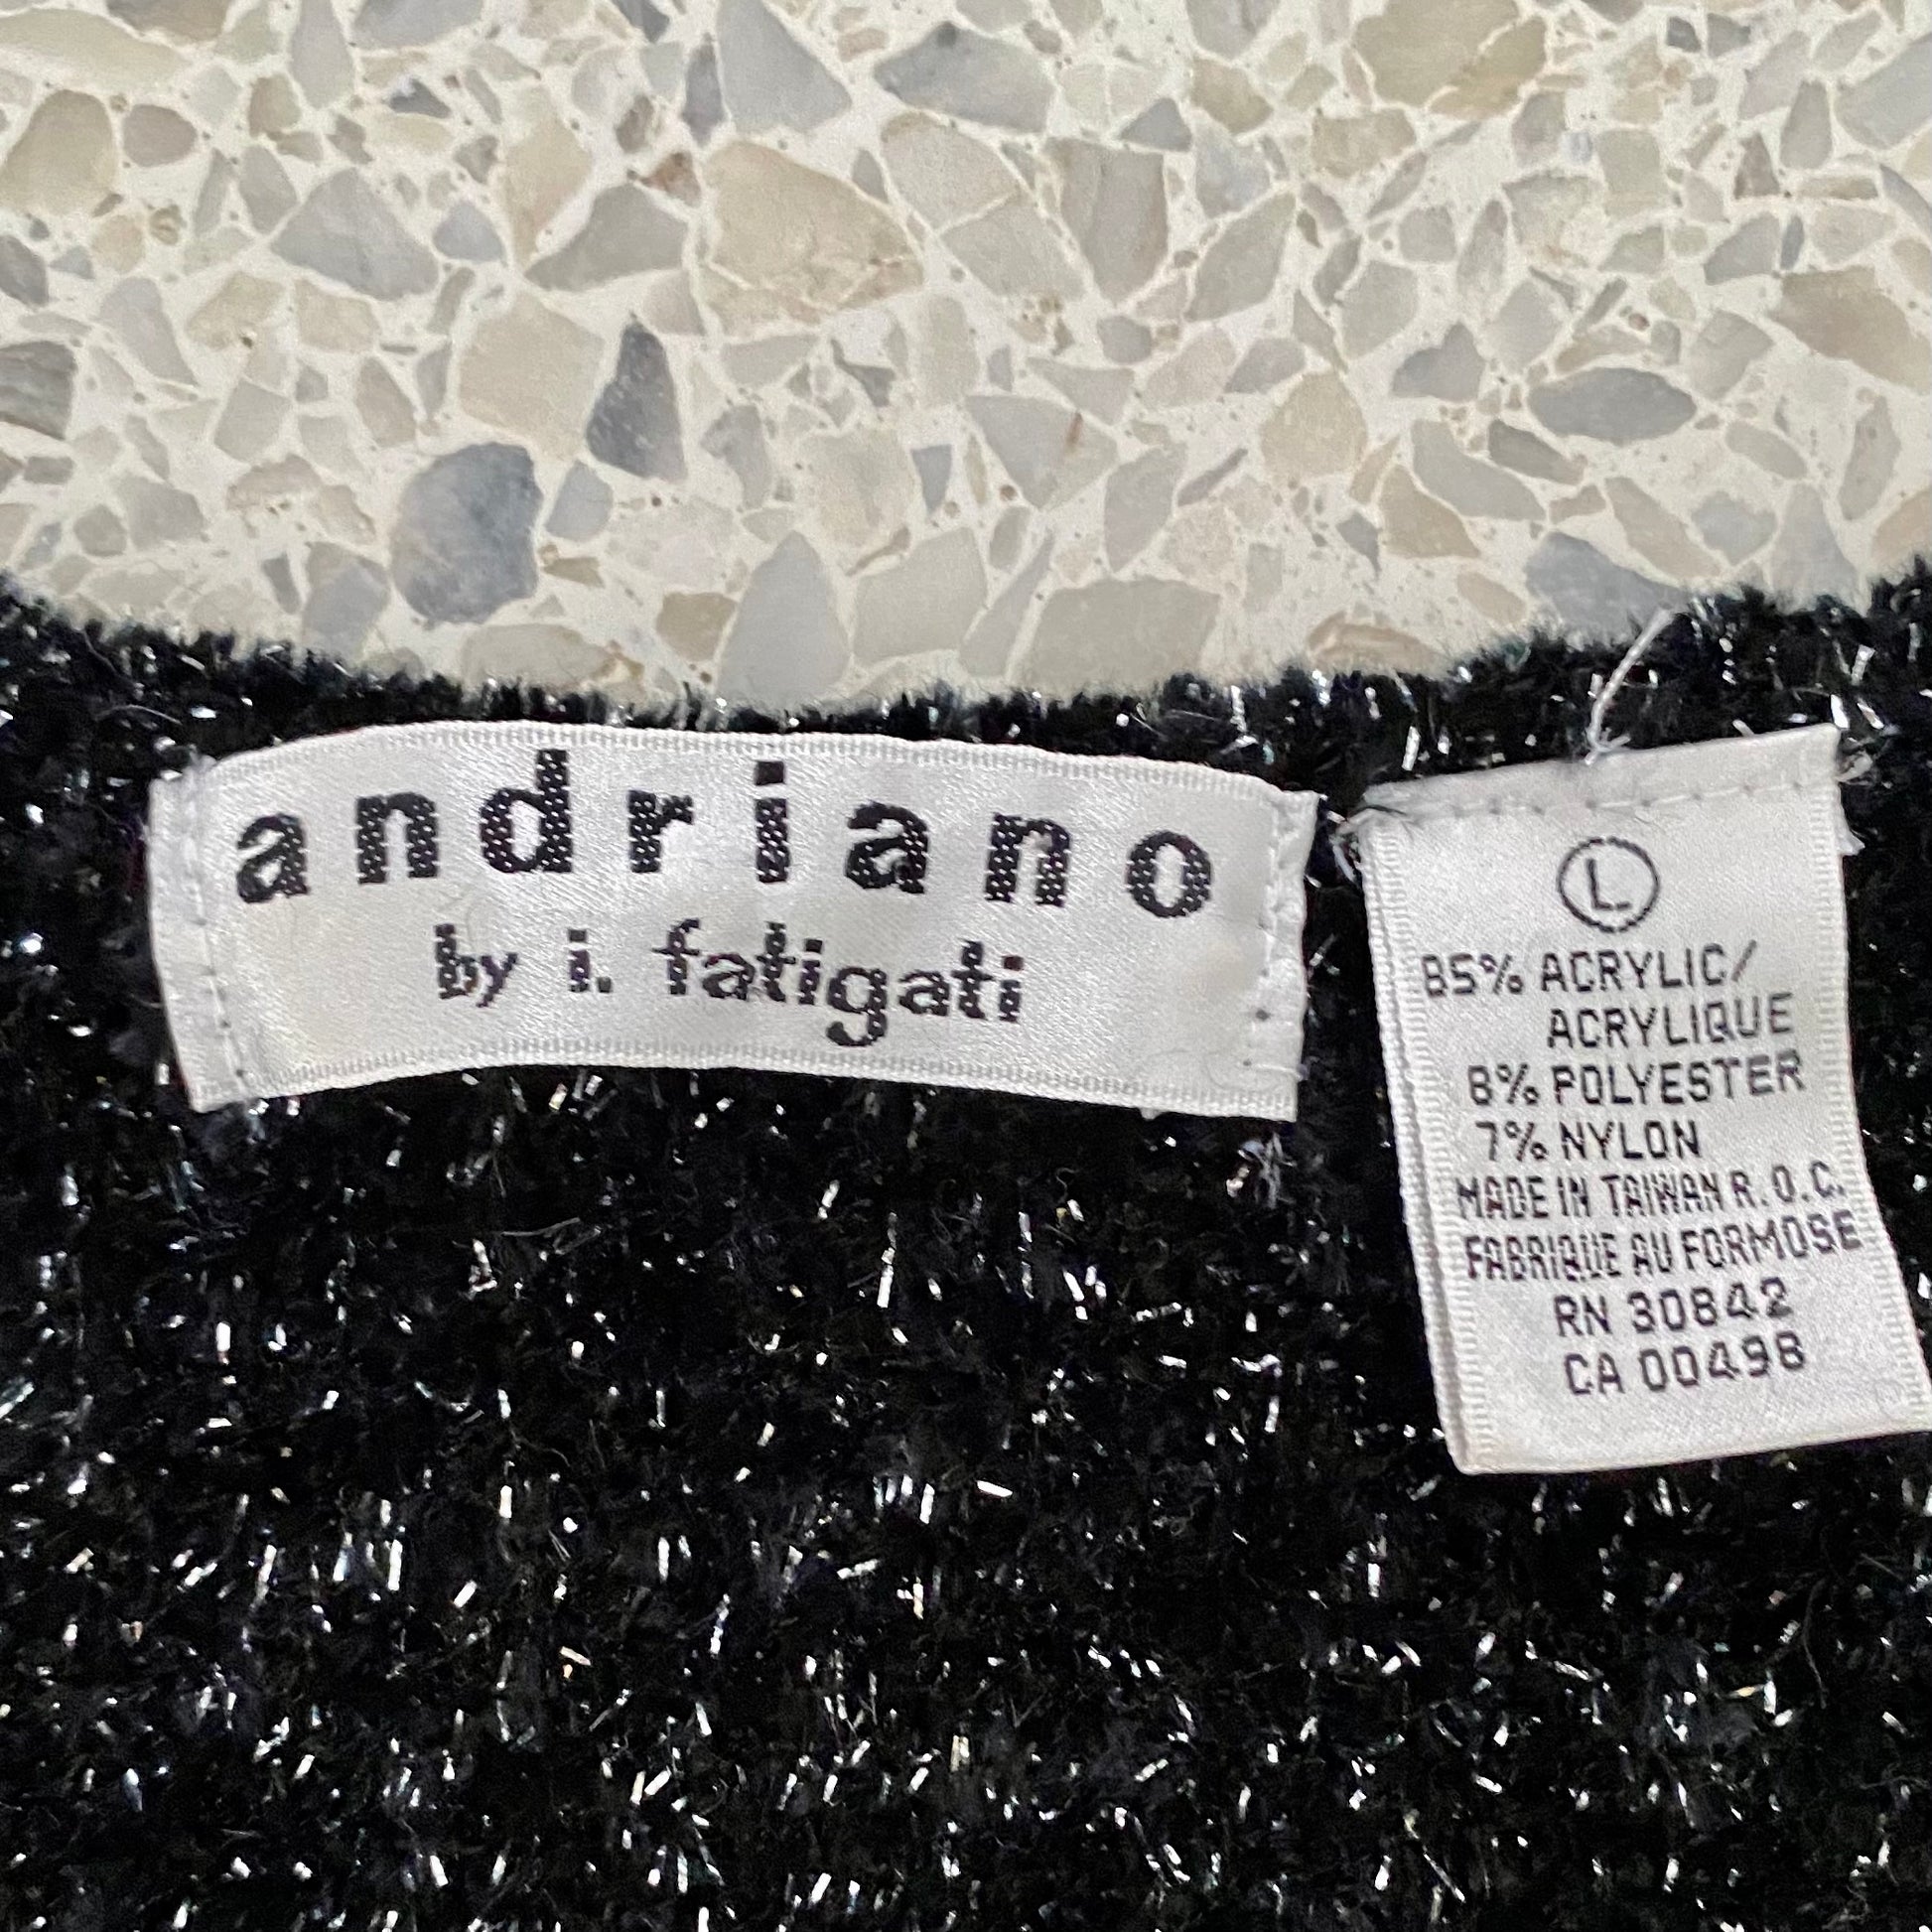 andriano
by i. fatigati
L
85% ACRYLIC/
ACRYLIQUE
8% POLYESTER
7% NYLON
MADE IN TAIWAN R.O.C.
FABRIQUE AU FORMOSE
RN 30842
CA 00498